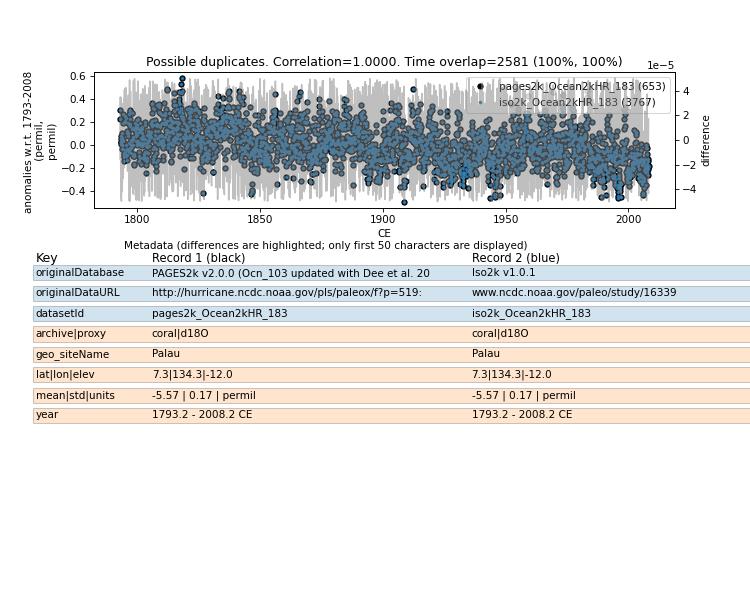 Possible duplicates. Correlation=1.0000. Time overlap=2581 (100%, 100%)
1e−5
0.6
0.4
0.2
0.0
−0.2
−0.4
anomalies w.r.t. 1793-2008
(permil,
permil)
pages2k_Ocean2kHR_183 (653)
iso2k_Ocean2kHR_183 (3767)
4
2
0
−2
−4
difference
1800
1850
1900
1950
2000
CE
Metadata (differences are highlighted; only first 50 characters are displayed)
Key Record 1 (black) Record 2 (blue)
originalDatabase PAGES2k v2.0.0 (Ocn_103 updated with Dee et al. 20 Iso2k v1.0.1
originalDataURL http://hurricane.ncdc.noaa.gov/pls/paleox/f?p=519: www.ncdc.noaa.gov/paleo/study/16339
datasetId pages2k_Ocean2kHR_183 iso2k_Ocean2kHR_183
archive|proxy coral|d18O coral|d18O
geo_siteName Palau Palau
lat|lon|elev 7.3|134.3|-12.0 7.3|134.3|-12.0
mean|std|units -5.57 | 0.17 | permil -5.57 | 0.17 | permil
year 1793.2 - 2008.2 CE 1793.2 - 2008.2 CE